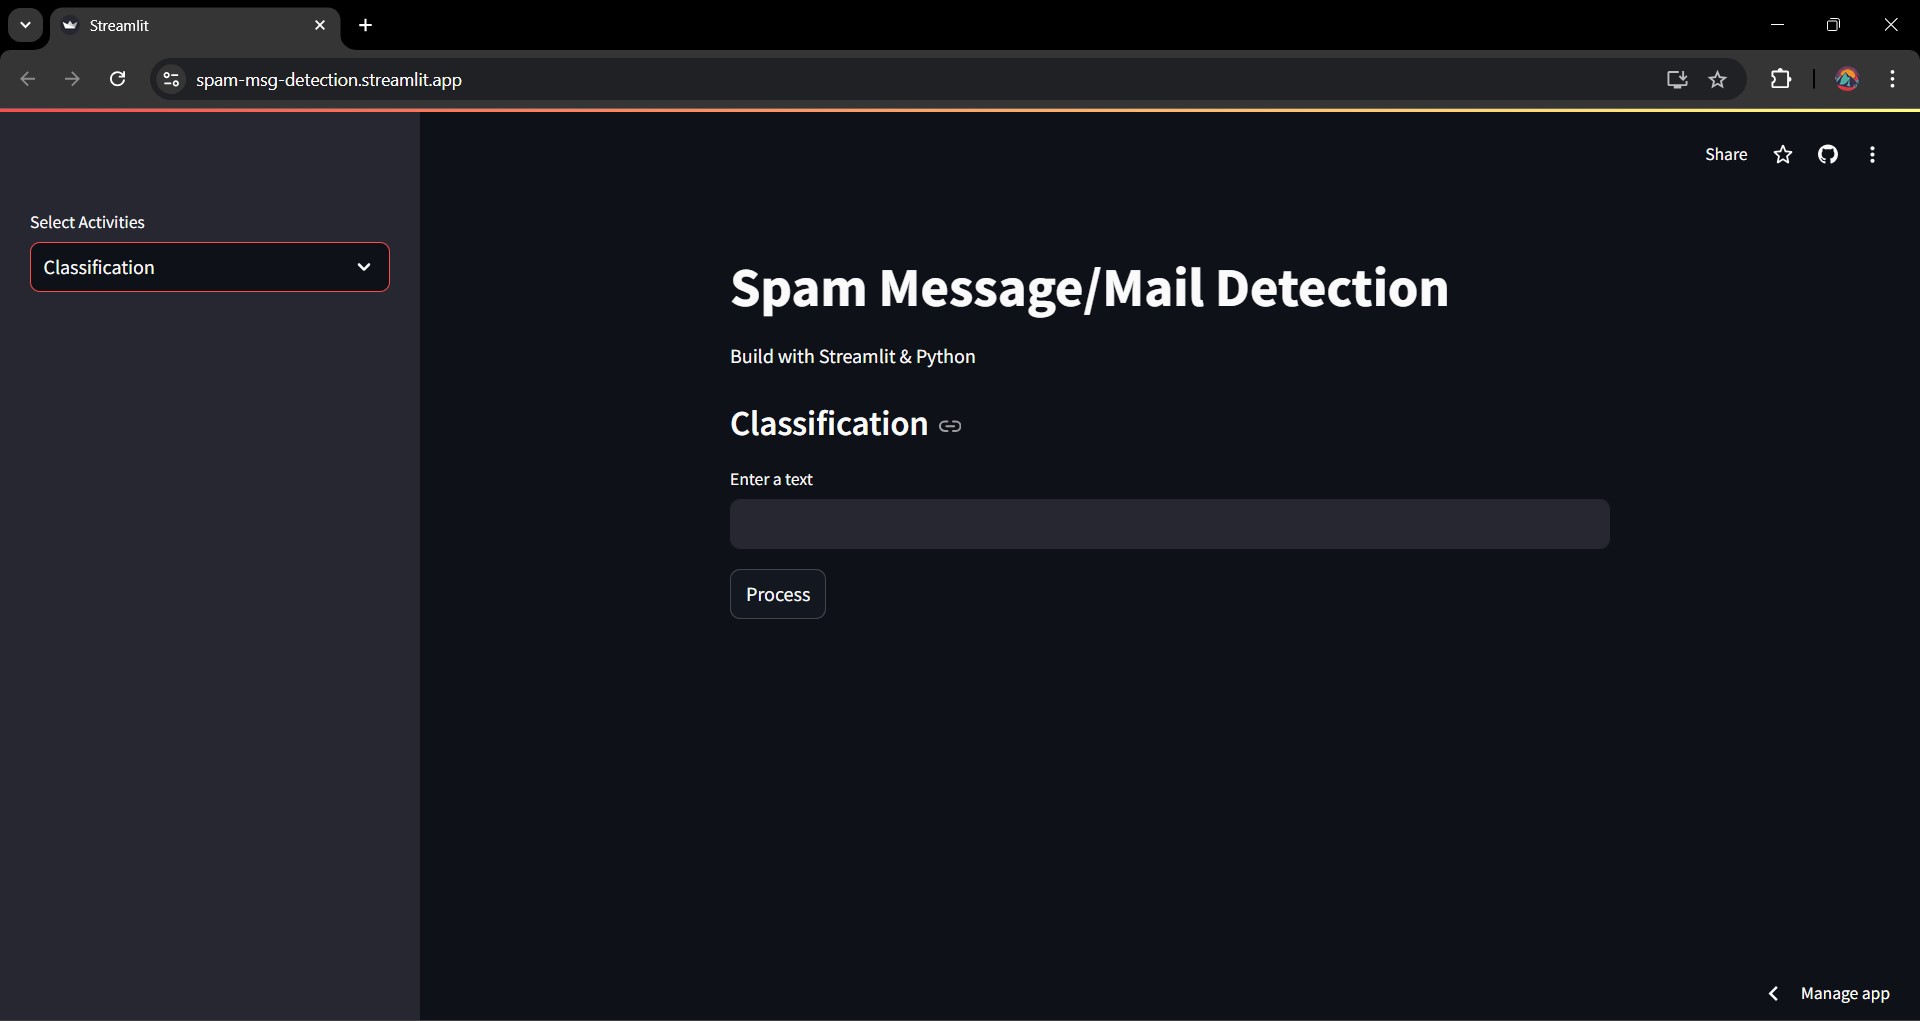 Streamlit
spam-msg-detection.streamlit.app
Share
Select Activities
Classification
Spam Message/Mail Detection
Build with Streamlit & Python
Classification
Enter a text
Process
Manage app